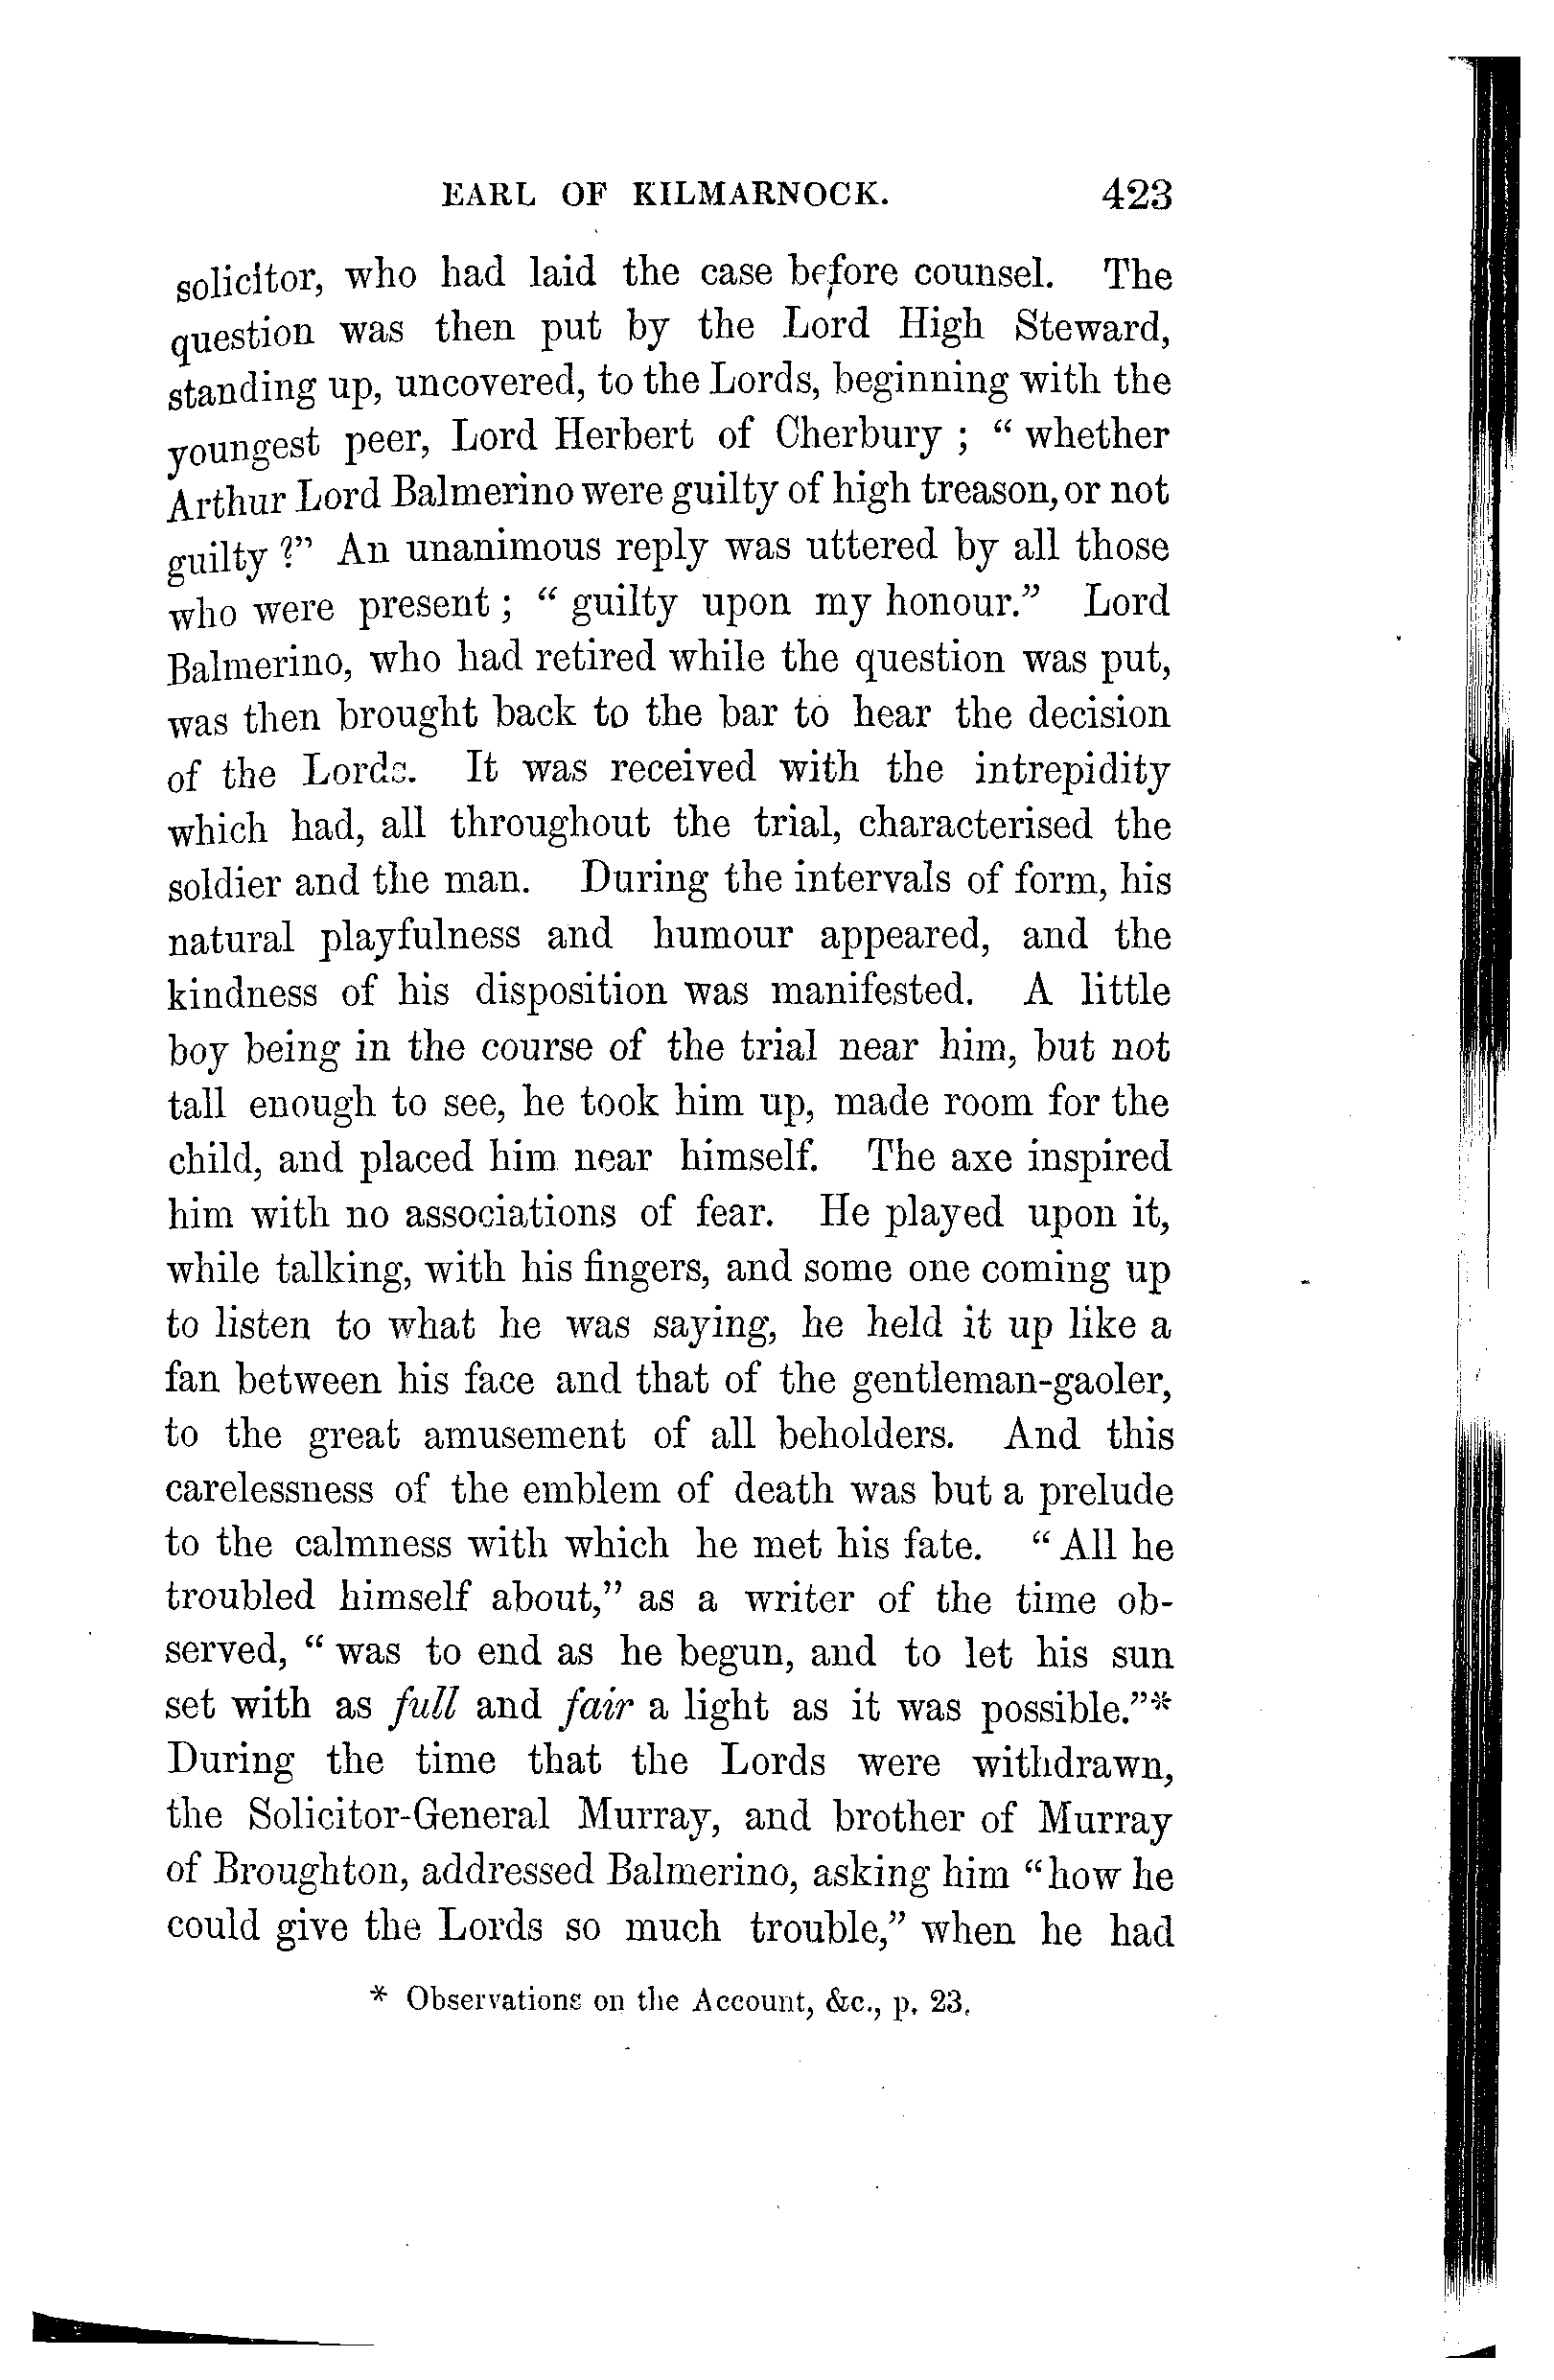 EARL OF KILMARNOCK. 423
solicitor, who had laid the case before counsel. The
question was then put by the Lord High Steward,
standing up, uncovered, to the Lords, beginning with the
youngest peer, Lord Herbert of Cherbury ; “ whether
Arthur Lord Balmerino were guilty of high treason, or not
guilty ?” An unanimous reply was uttered by all those
who were present ; “ guilty upon my honour.” Lord
Balmerino, who had retired while the question was put,
was then brought back to the bar to hear the decision
of the Lords. It was received with the intrepidity
which had, all throughout the trial, characterised the
soldier and the man. During the intervals of form, his
natural playfulness and humour appeared, and the
kindness of his disposition was manifested. A little
boy being in the course of the trial near him, but not
tall enough to see, he took him up, made room for the
child, and placed him near himself. The axe inspired
him with no associations of fear. He played upon it,
while talking, with his fingers, and some one coming up
to listen to what he was saying, he held it up like a
fan between his face and that of the gentleman-gaoler,
to the great amusement of all beholders. And this
carelessness of the emblem of death was but a prelude
to the calmness with which he met his fate. “ All he
troubled himself about,” as a writer of the time ob-
served, “ was to end as he begun, and to let his sun
set with as full and fair a light as it was possible.”*
During the time that the Lords were withdrawn,
the Solicitor-General Murray, and brother of Murray
of Broughton, addressed Balmerino, asking him “how he
could give the Lords so much trouble,” when he had
* Observations on the Account, &c., p. 23.